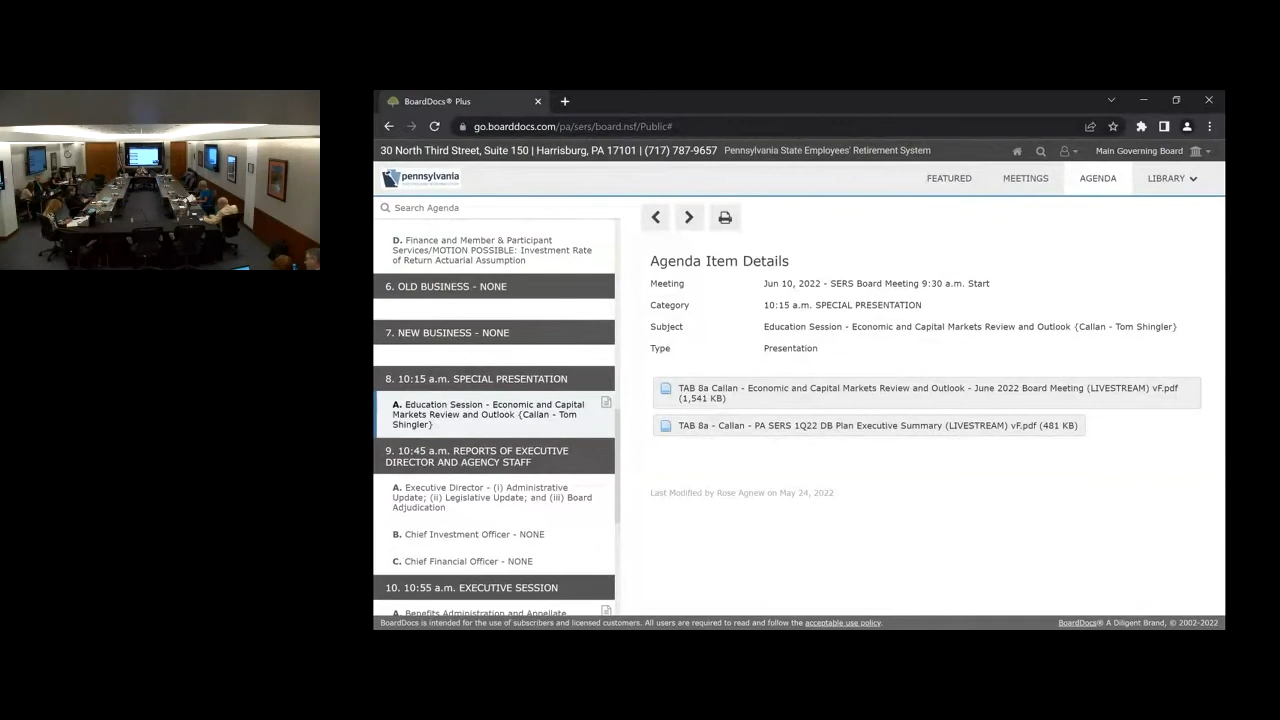 BoardDocs® Plus
go.boarddocs.com/pa/sers/board.nsf/Public#
30 North Third Street, Suite 150 | Harrisburg, PA 17101 | (717) 787-9657 Pennsylvania State Employees' Retirement System
Main Governing Board
pennsylvania
FEATURED MEETINGS AGENDA LIBRARY
Search Agenda
D. Finance and Member & Participant
Services/MOTION POSSIBLE: Investment Rate
of Return Actuarial Assumption
6. OLD BUSINESS - NONE
7. NEW BUSINESS - NONE
8. 10:15 a.m. SPECIAL PRESENTATION
A. Education Session - Economic and Capital
Markets Review and Outlook {Callan - Tom
Shingler}
9. 10:45 a.m. REPORTS OF EXECUTIVE
DIRECTOR AND AGENCY STAFF
A. Executive Director - (i) Administrative
Update; (ii) Legislative Update; and (iii) Board
Adjudication
B. Chief Investment Officer - NONE
C. Chief Financial Officer - NONE
10. 10:55 a.m. EXECUTIVE SESSION
A. Benefits Administration and Appellate
Agenda Item Details
Meeting Jun 10, 2022 - SERS Board Meeting 9:30 a.m. Start
Category 10:15 a.m. SPECIAL PRESENTATION
Subject Education Session - Economic and Capital Markets Review and Outlook {Callan - Tom Shingler}
Type Presentation
TAB 8a Callan - Economic and Capital Markets Review and Outlook - June 2022 Board Meeting (LIVESTREAM) vF.pdf
(1,541 KB)
TAB 8a - Callan - PA SERS 1Q22 DB Plan Executive Summary (LIVESTREAM) vF.pdf (481 KB)
Last Modified by Rose Agnew on May 24, 2022
BoardDocs is intended for the use of subscribers and licensed customers. All users are required to read and follow the acceptable use policy.
BoardDocs® A Diligent Brand, © 2002-2022